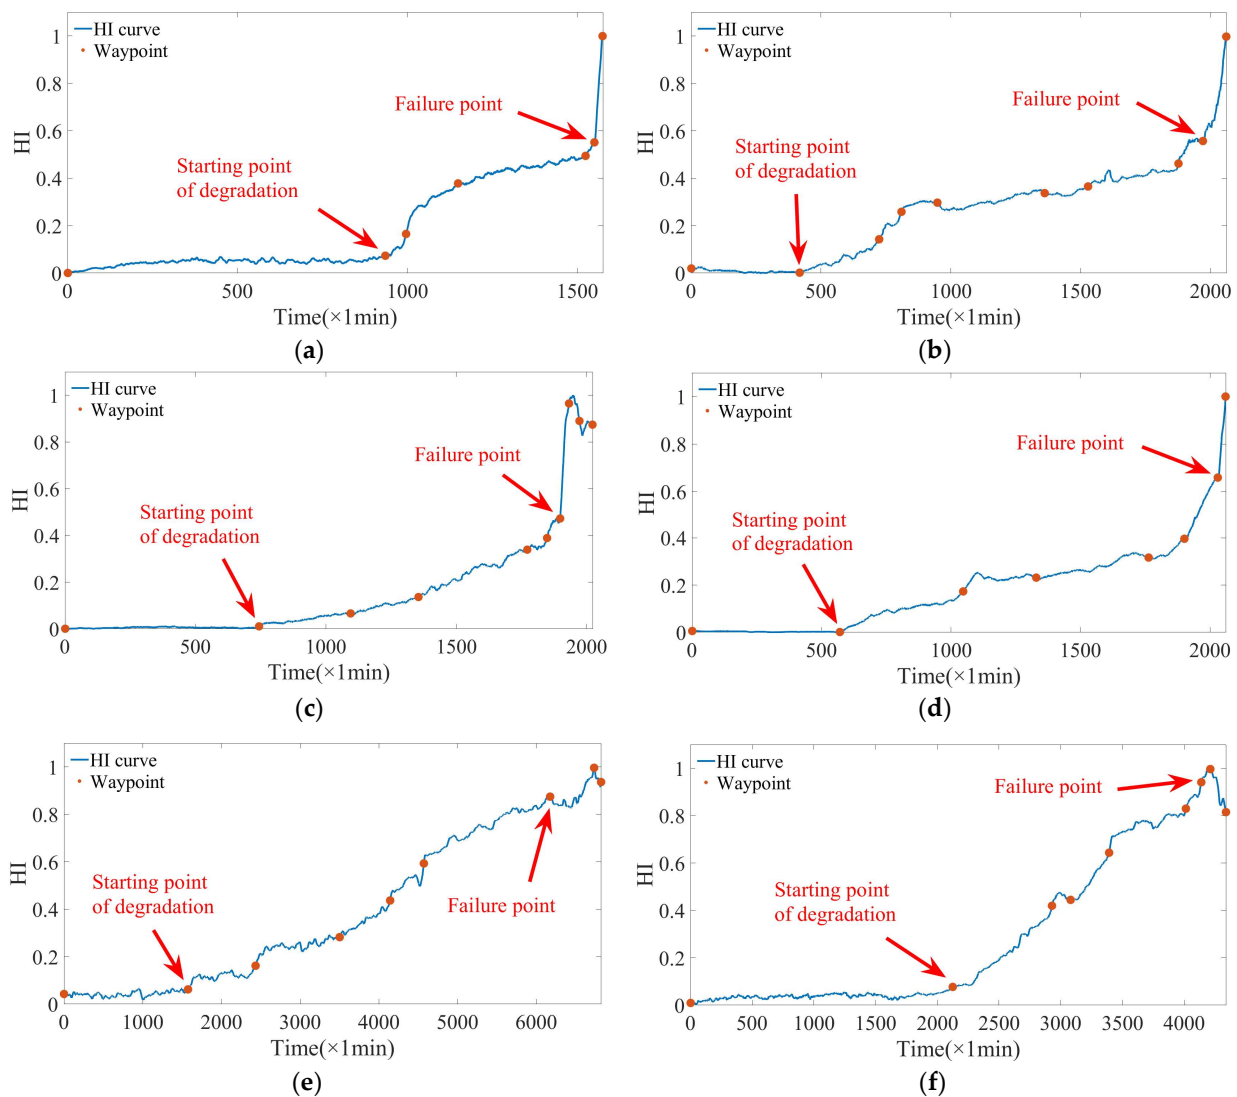 HI curve
Waypoint
Failure point
Starting point
of degradation
HI
1
0.8
0.6
0.4
0.2
0
0
500
1000
1500
Time(×1min)
(a)
HI curve
Waypoint
Failure point
Starting point
of degradation
HI
1
0.8
0.6
0.4
0.2
0
0
500
1000
1500
2000
Time(×1min)
(b)
HI curve
Waypoint
Failure point
Starting point
of degradation
HI
1
0.8
0.6
0.4
0.2
0
0
500
1000
1500
2000
Time(×1min)
(c)
HI curve
Waypoint
Failure point
Starting point
of degradation
HI
1
0.8
0.6
0.4
0.2
0
0
500
1000
1500
2000
Time(×1min)
(d)
HI curve
Waypoint
Starting point
of degradation
Failure point
HI
1
0.8
0.6
0.4
0.2
0
0
1000
2000
3000
4000
5000
6000
Time(×1min)
(e)
HI curve
Waypoint
Failure point
Starting point
of degradation
HI
1
0.8
0.6
0.4
0.2
0
0
500
1000
1500
2000
2500
3000
3500
4000
Time(×1min)
(f)